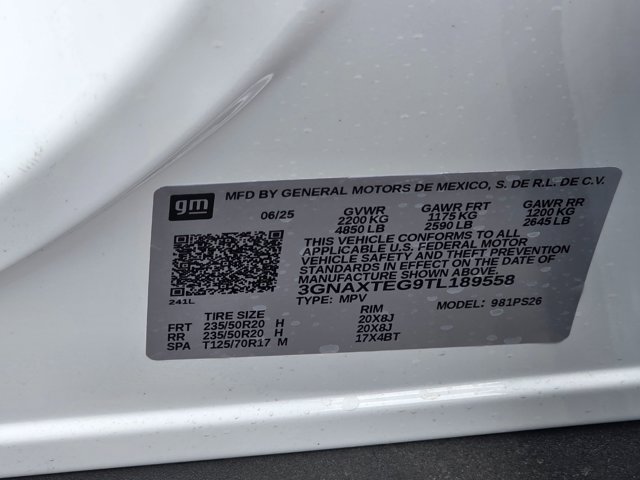 gm
MFD BY GENERAL MOTORS DE MEXICO, S. DE R.L. DE C.V.
06/25 GVWR GAWR FRT GAWR RR
2200 KG 1175 KG 1200 KG
4850 LB 2590 LB 2645 LB
THIS VEHICLE CONFORMS TO ALL
APPLICABLE U.S. FEDERAL MOTOR
VEHICLE SAFETY AND THEFT PREVENTION
STANDARDS IN EFFECT ON THE DATE OF
MANUFACTURE SHOWN ABOVE.
3GNAXTEG9TL189558
241L TYPE: MPV MODEL: 981PS26
TIRE SIZE RIM
FRT 235/50R20 H 20X8J
RR 235/50R20 H 20X8J
SPA T125/70R17 M 17X4BT